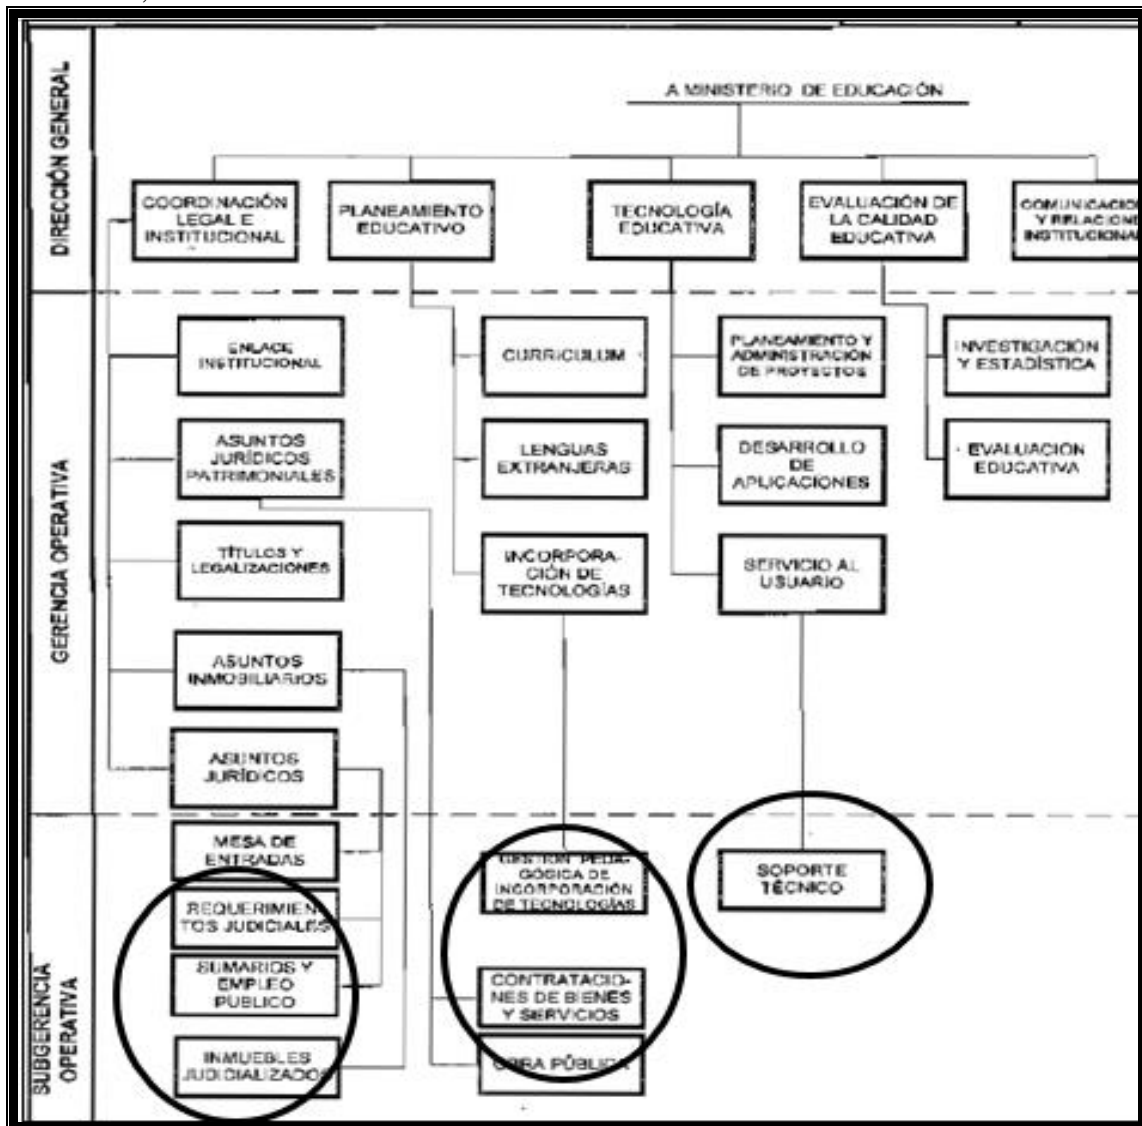 A MINISTERIO DE EDUCACIÓN
DIRECCIÓN GENERAL
COORDINACIÓN
LEGAL E
INSTITUCIONAL
PLANEAMIENTO
EDUCATIVO
TECNOLOGÍA
EDUCATIVA
EVALUACIÓN DE
LA CALIDAD
EDUCATIVA
COMUNICACIO
Y RELACIONE
INSTITUCIONAL
GERENCIA OPERATIVA
ENLACE
INSTITUCIONAL
CURRICULUM
PLANEAMIENTO Y
ADMINISTRACIÓN
DE PROYECTOS
INVESTIGACIÓN
Y ESTADÍSTICA
ASUNTOS
JURÍDICOS
PATRIMONIALES
LENGUAS
EXTRANJERAS
DESARROLLO
DE
APLICACIONES
EVALUACION
EDUCATIVA
TÍTULOS Y
LEGALIZACIONES
INCORPORA-
CIÓN DE
TECNOLOGÍAS
SERVICIO AL
USUARIO
ASUNTOS
INMOBILIARIOS
ASUNTOS
JURÍDICOS
SUBGERENCIA
OPERATIVA
MESA DE
ENTRADAS
GESTIÓN PEDA-
GÓGICA DE
INCORPORACIÓN
DE TECNOLOGÍAS
SOPORTE
TÉCNICO
REQUERIMIEN-
TOS JUDICIALES
SUMARIOS Y
EMPLEO
PÚBLICO
CONTRATACIO-
NES DE BIENES
Y SERVICIOS
INMUEBLES
JUDICIALIZADOS
OBRA PÚBLICA